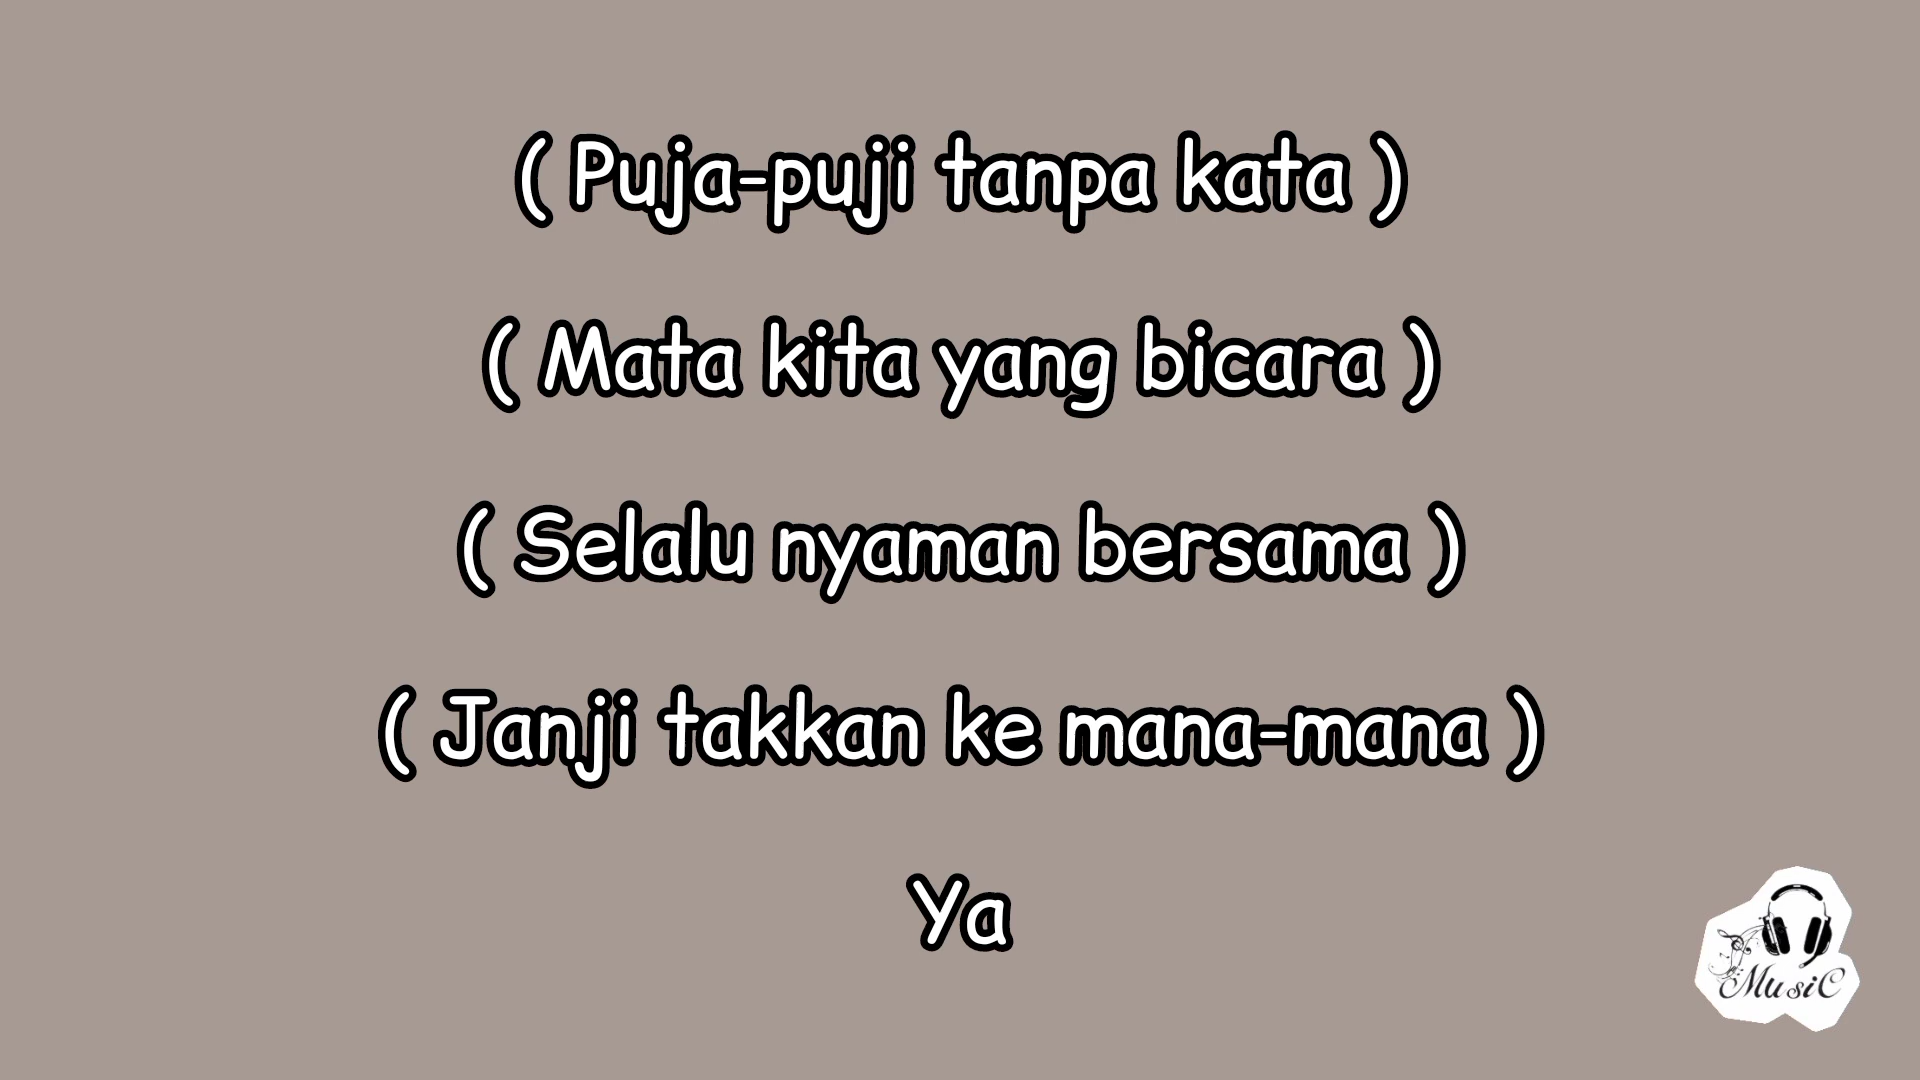 ( Puja-puji tanpa kata )
( Mata kita yang bicara )
( Selalu nyaman bersama )
( Janji takkan ke mana-mana )
Ya
MusiC